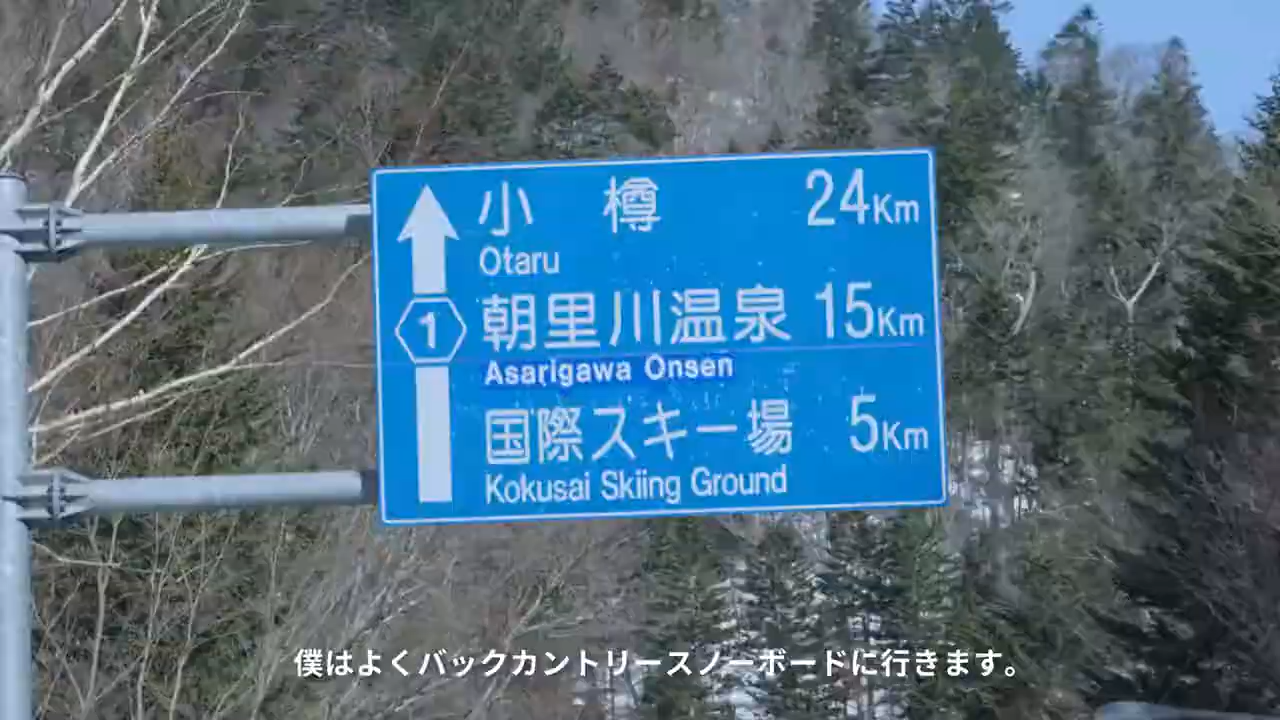 小樽 24Km
Otaru
1
朝里川温泉 15Km
Asarigawa Onsen
国際スキー場 5Km
Kokusai Skiing Ground
僕はよくバックカントリースノーボードに行きます。